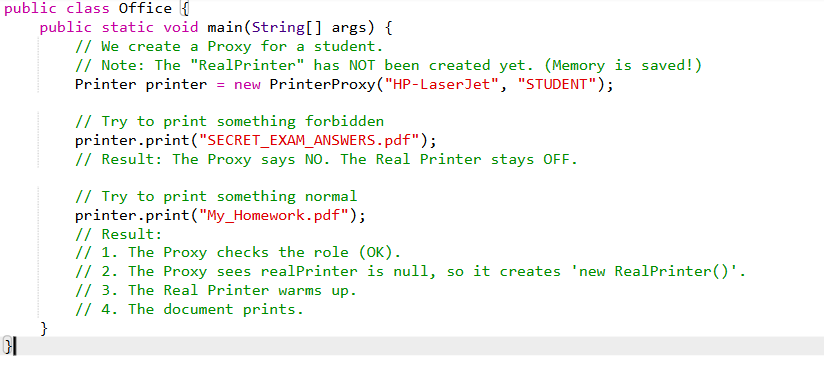 public class Office {
    public static void main(String[] args) {
        // We create a Proxy for a student.
        // Note: The "RealPrinter" has NOT been created yet. (Memory is saved!)
        Printer printer = new PrinterProxy("HP-LaserJet", "STUDENT");

        // Try to print something forbidden
        printer.print("SECRET_EXAM_ANSWERS.pdf");
        // Result: The Proxy says NO. The Real Printer stays OFF.

        // Try to print something normal
        printer.print("My_Homework.pdf");
        // Result:
        // 1. The Proxy checks the role (OK).
        // 2. The Proxy sees realPrinter is null, so it creates 'new RealPrinter()'.
        // 3. The Real Printer warms up.
        // 4. The document prints.
    }
}